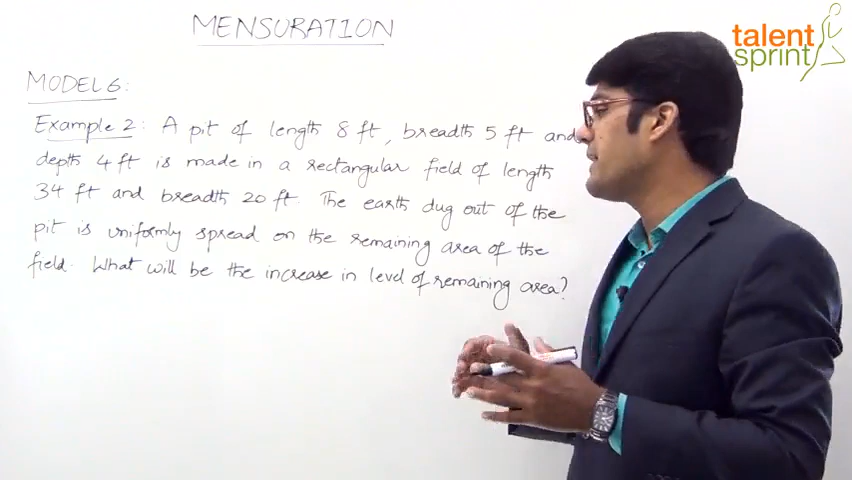 MENSURATION
talent
sprint
MODEL 6:
Example 2: A pit of length 8 ft, breadth 5 ft and
depth 4 ft is made in a rectangular field of length
34 ft and breadth 20 ft. The earth dug out of the
pit is uniformly spread on the remaining area of the
field. What will be the increase in level of remaining area?